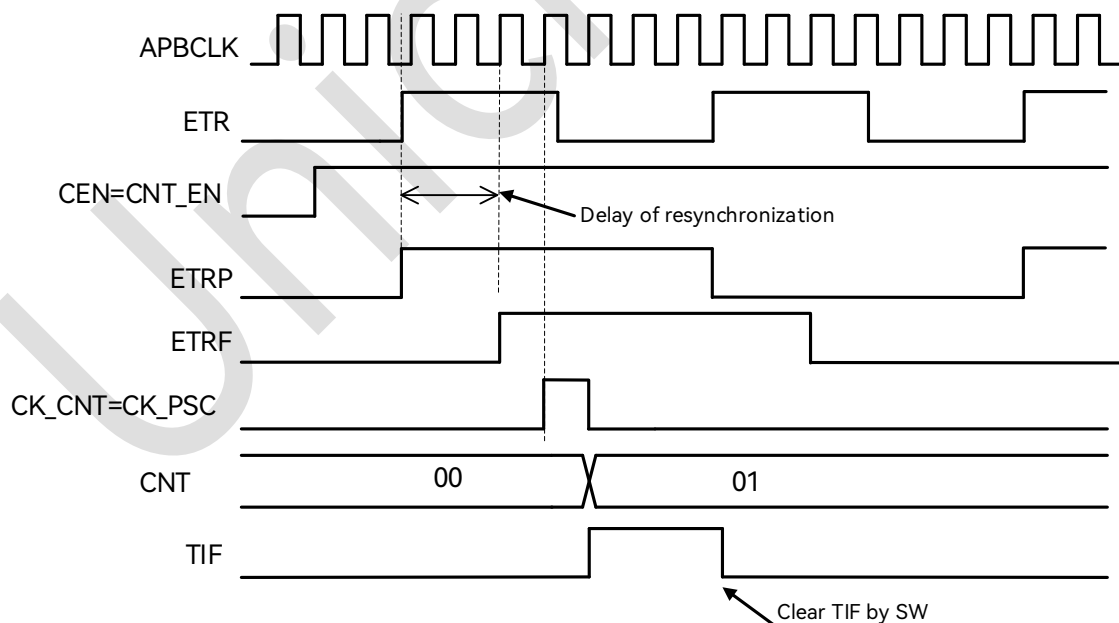 APBCLK
ETR
CEN=CNT_EN
Delay of resynchronization
ETRP
ETRF
CK_CNT=CK_PSC
CNT 00 01
TIF
Clear TIF by SW
Unic